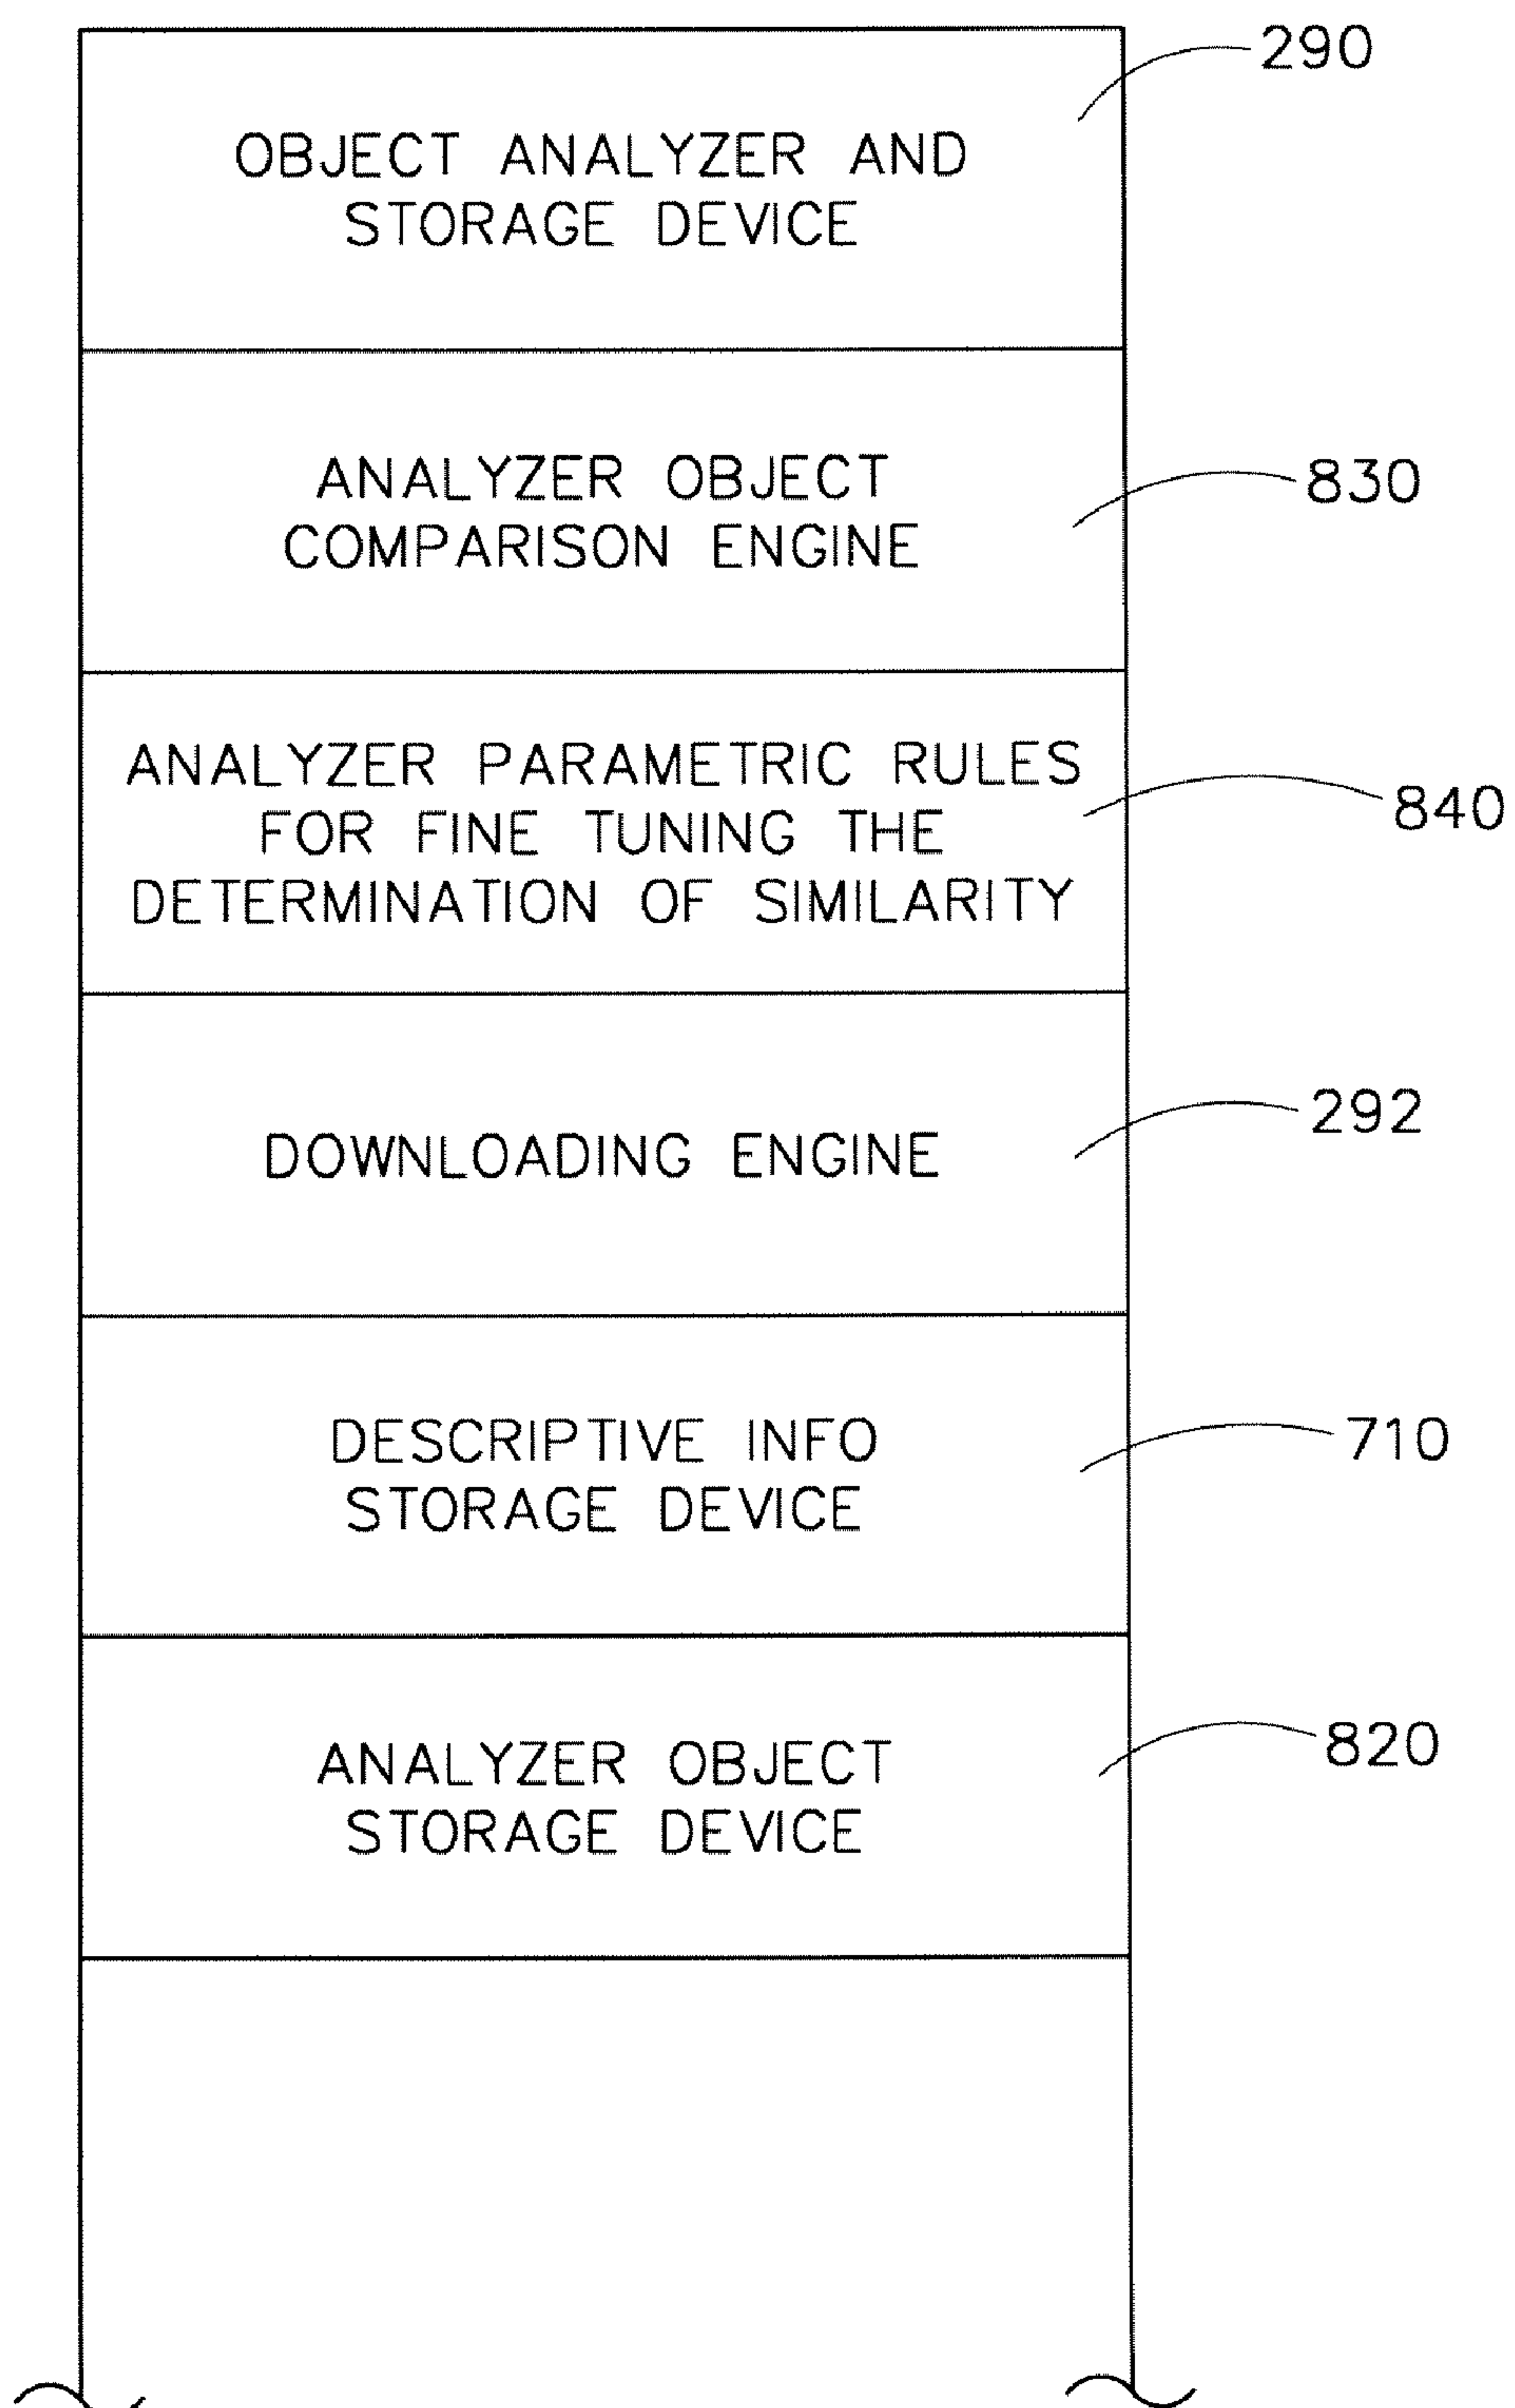 290
OBJECT ANALYZER AND
STORAGE DEVICE
ANALYZER OBJECT
COMPARISON ENGINE
830
ANALYZER PARAMETRIC RULES
FOR FINE TUNING THE
DETERMINATION OF SIMILARITY
840
DOWNLOADING ENGINE
292
DESCRIPTIVE INFO
STORAGE DEVICE
710
ANALYZER OBJECT
STORAGE DEVICE
820